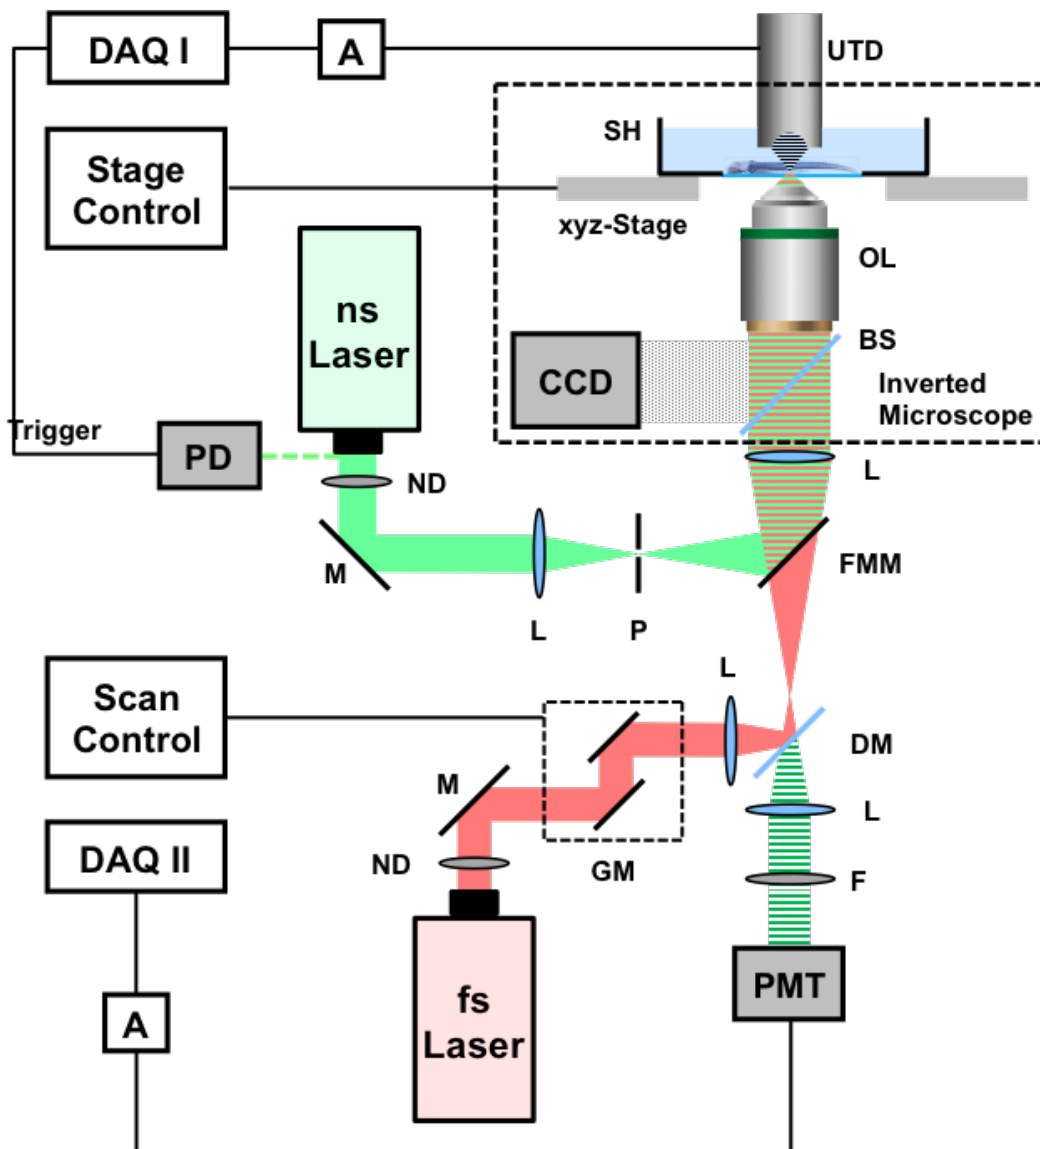 DAQ I
A
UTD
SH
Stage
Control
xyz-Stage
ns
Laser
OL
BS
CCD
Inverted
Microscope
Trigger
PD
ND
L
M
FMM
L
P
Scan
Control
L
DM
M
L
DAQ II
ND
GM
F
fs
Laser
PMT
A